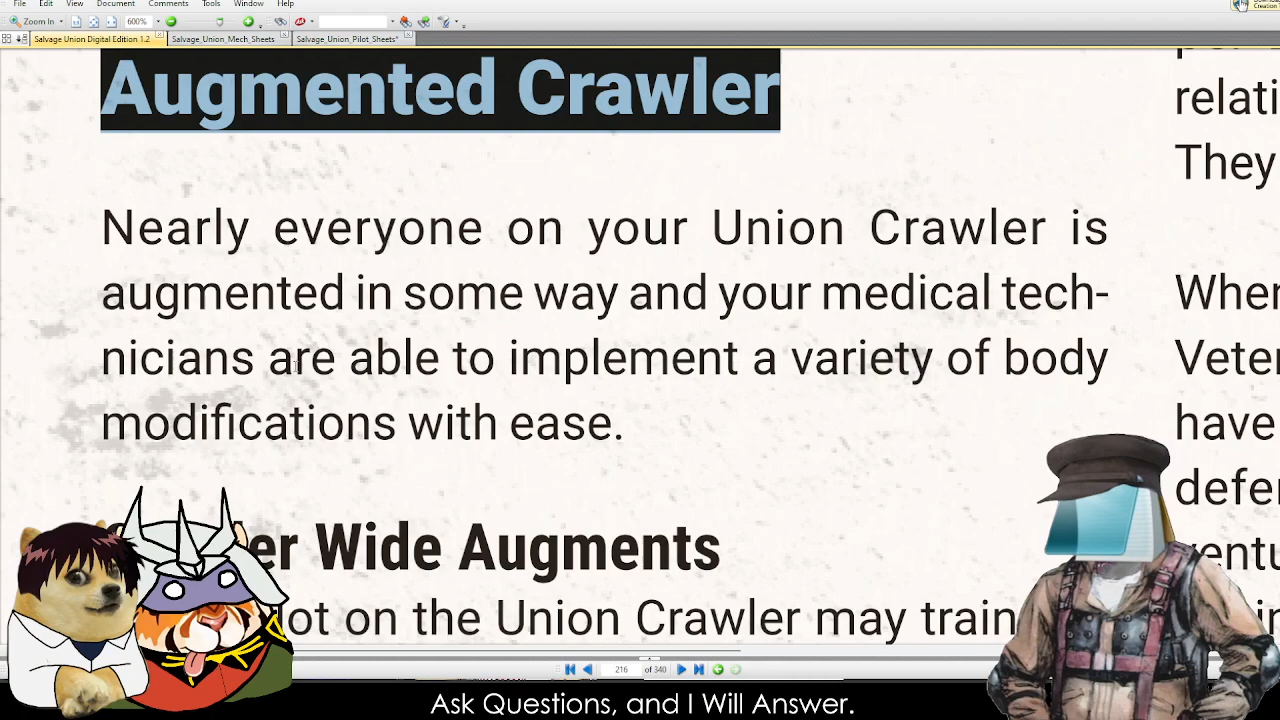 File Edit View Document Comments Tools Window Help
Zoom In 600%
Creation
Salvage Union Digital Edition 1.2 Salvage_Union_Mech_Sheets Salvage_Union_Pilot_Sheets*
Augmented Crawler
Nearly everyone on your Union Crawler is
augmented in some way and your medical tech-
nicians are able to implement a variety of body
modifications with ease.
Wide Augments
on the Union Crawler may train
relati
They
When
Veter
have
defe
216 of 340
Ask Questions, and I Will Answer.